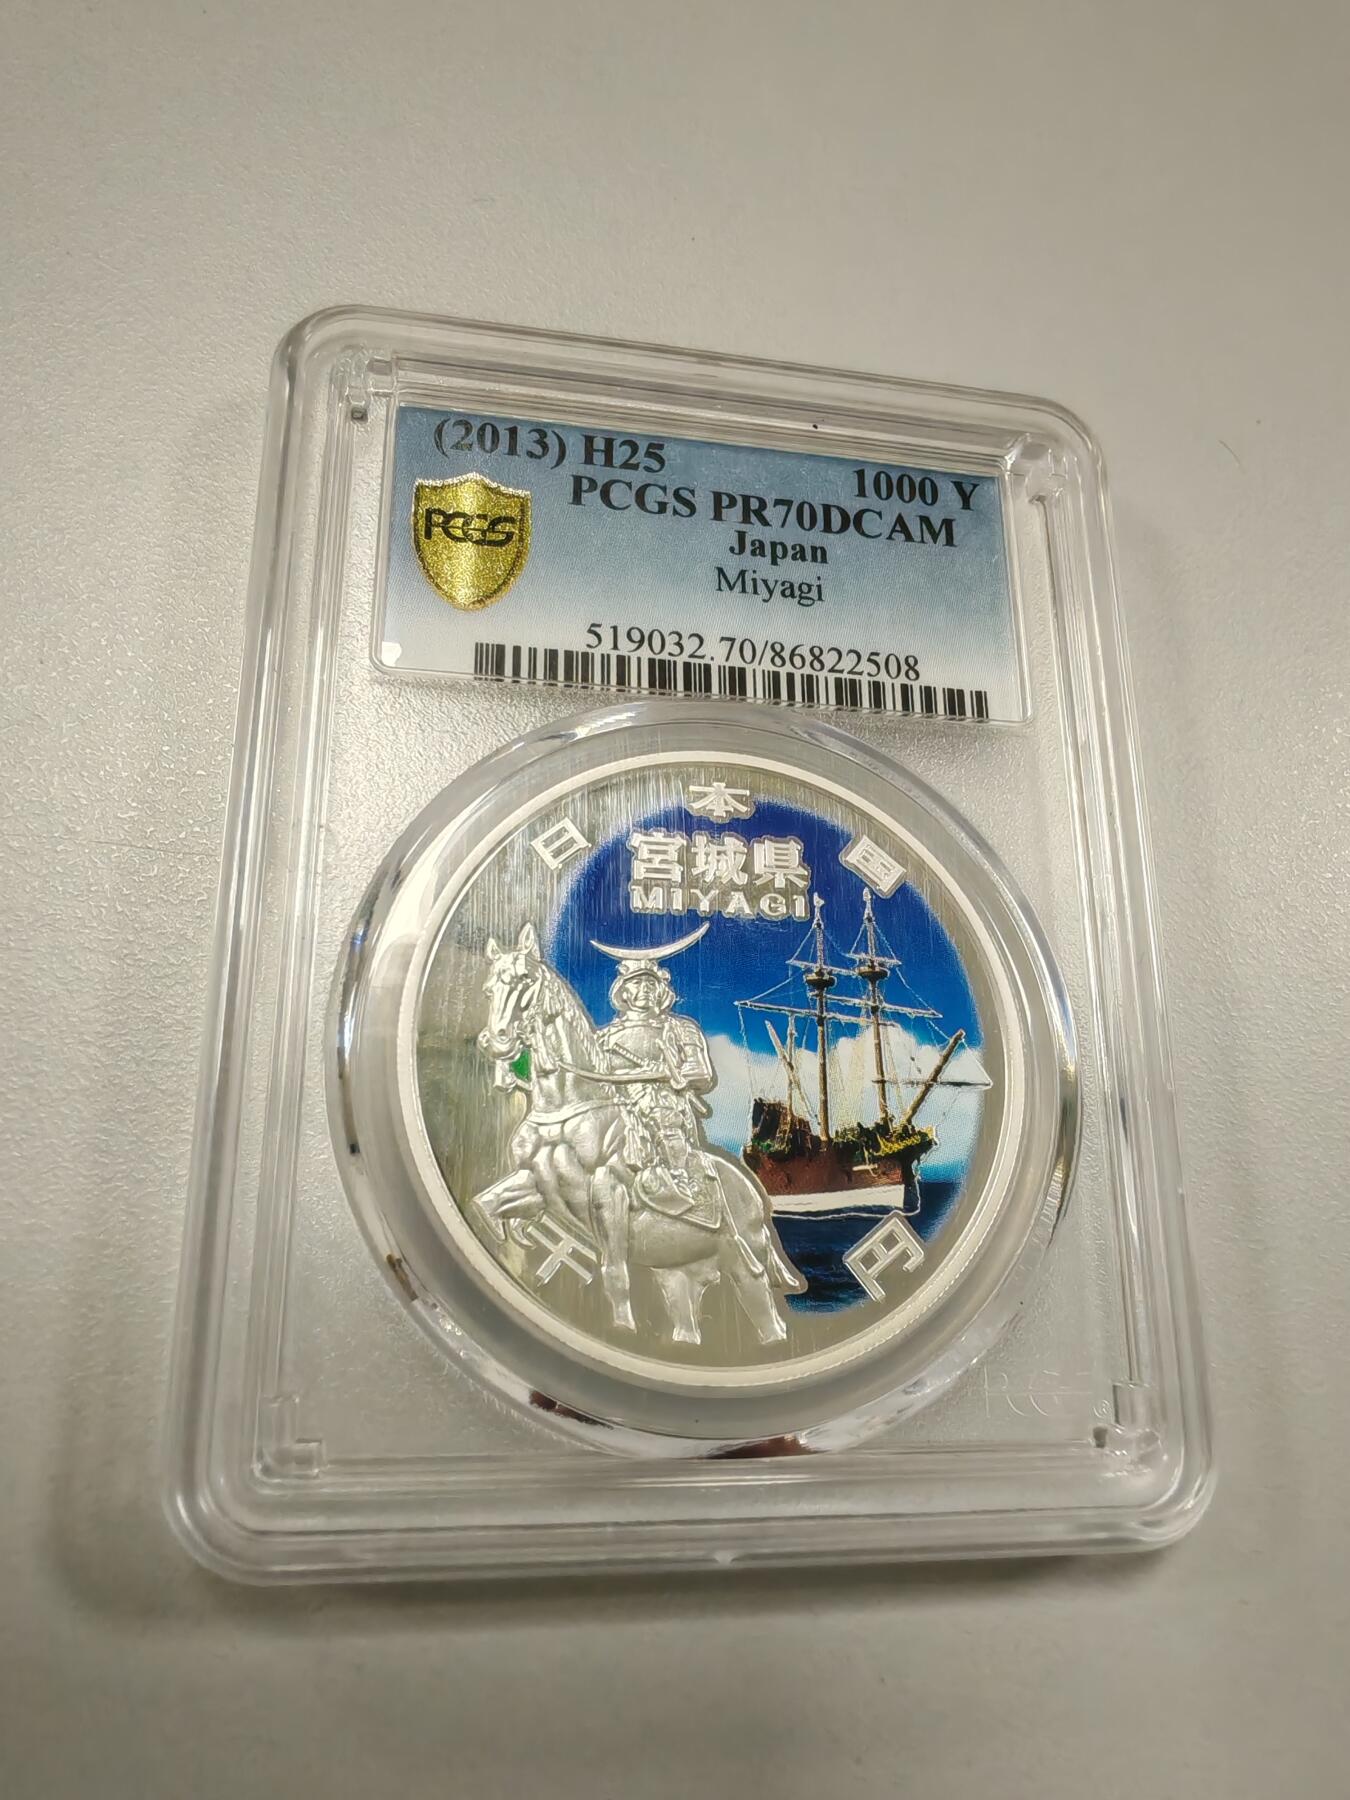 (2013) H25
1000 Y
PCGS PR70DCAM
PCGS
Japan
Miyagi
519032.70/86822508
日本国
宮城県
MIYAGI
千円